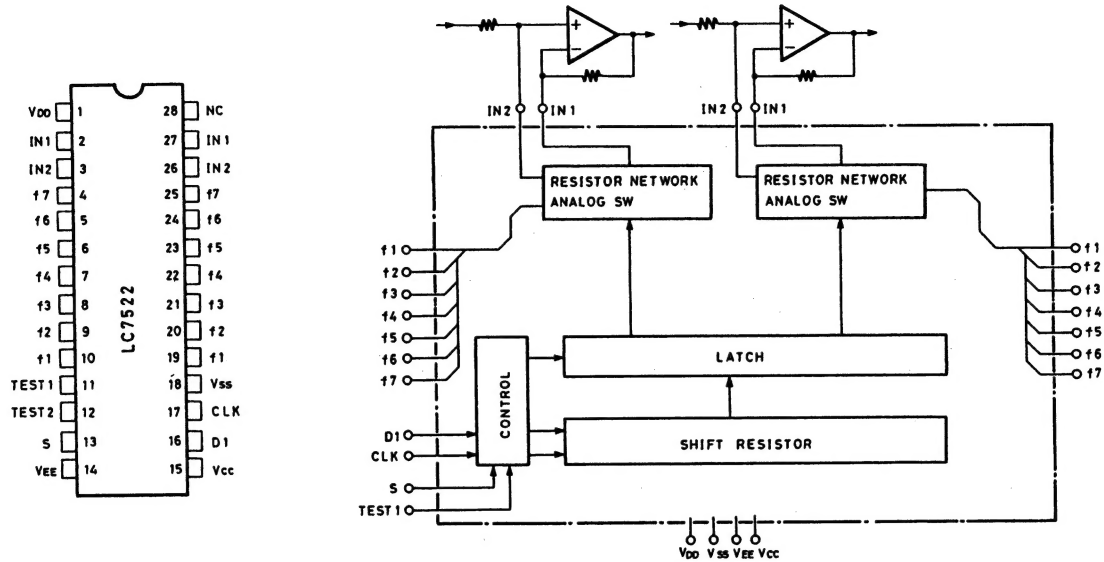 VDD 1 28 NC
IN1 2 27 IN1
IN2 3 26 IN2
f7 4 25 f7
f6 5 24 f6
f5 6 23 f5
f4 7 22 f4
f3 8 21 f3
f2 9 20 f2
f1 10 19 f1
TEST1 11 18 VSS
TEST2 12 17 CLK
S 13 16 D1
VEE 14 15 VCC
LC7522
+
−
+
−
IN2 IN1
IN2 IN1
RESISTOR NETWORK
ANALOG SW
RESISTOR NETWORK
ANALOG SW
f1
f2
f3
f4
f5
f6
f7
f1
f2
f3
f4
f5
f6
f7
LATCH
CONTROL
SHIFT RESISTOR
D1
CLK
S
TEST1
VDD VSS VEE VCC